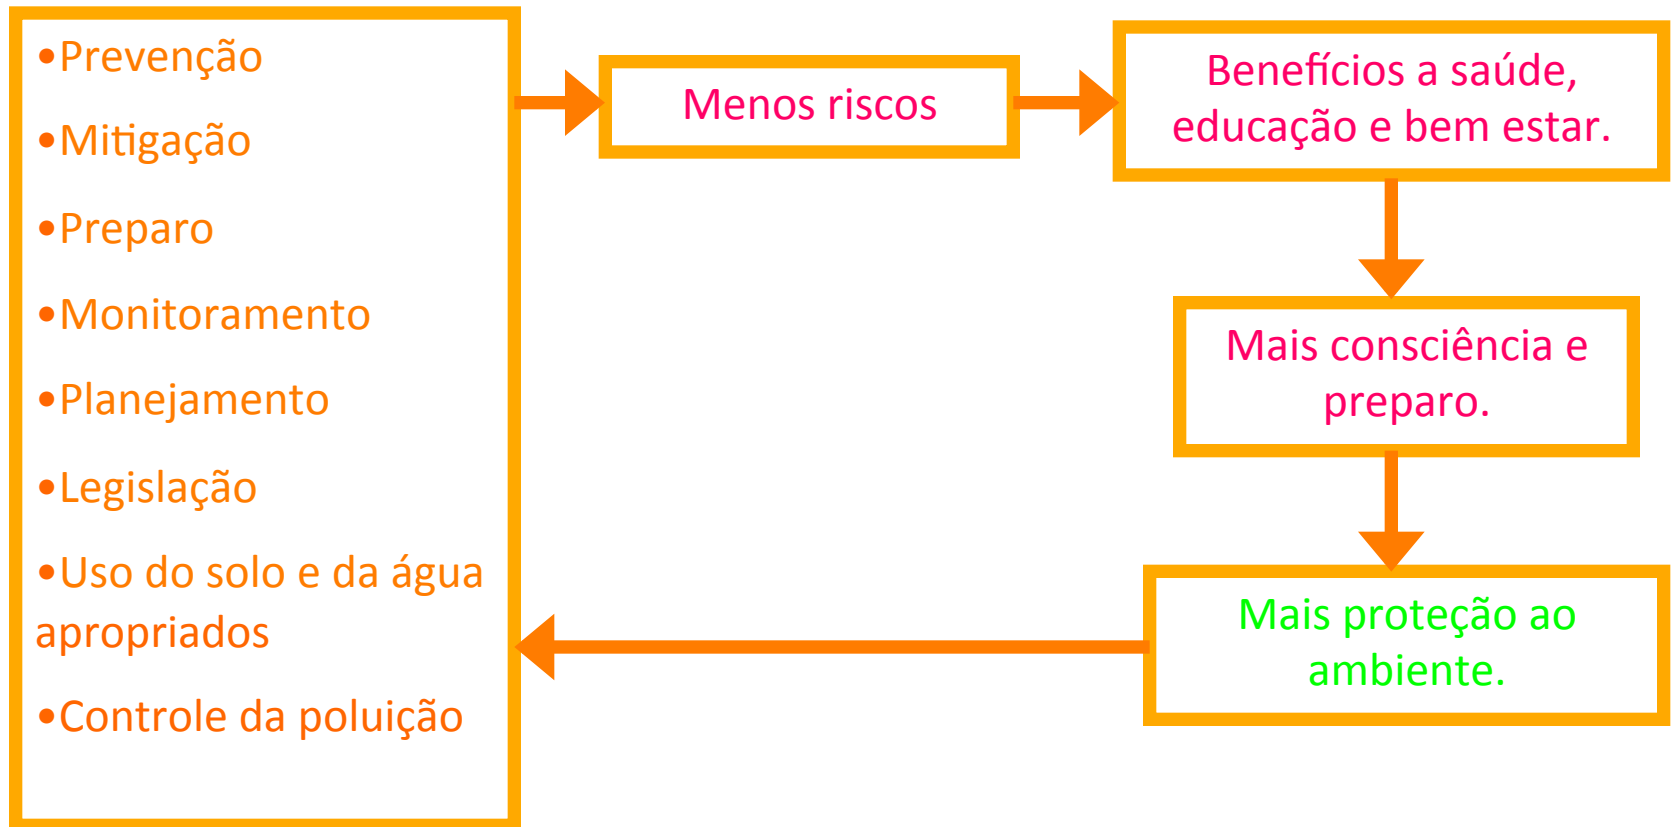 •Prevenção
•Mitigação
•Preparo
•Monitoramento
•Planejamento
•Legislação
•Uso do solo e da água
apropriados
•Controle da poluição
Menos riscos
Benefícios a saúde,
educação e bem estar.
Mais consciência e
preparo.
Mais proteção ao
ambiente.